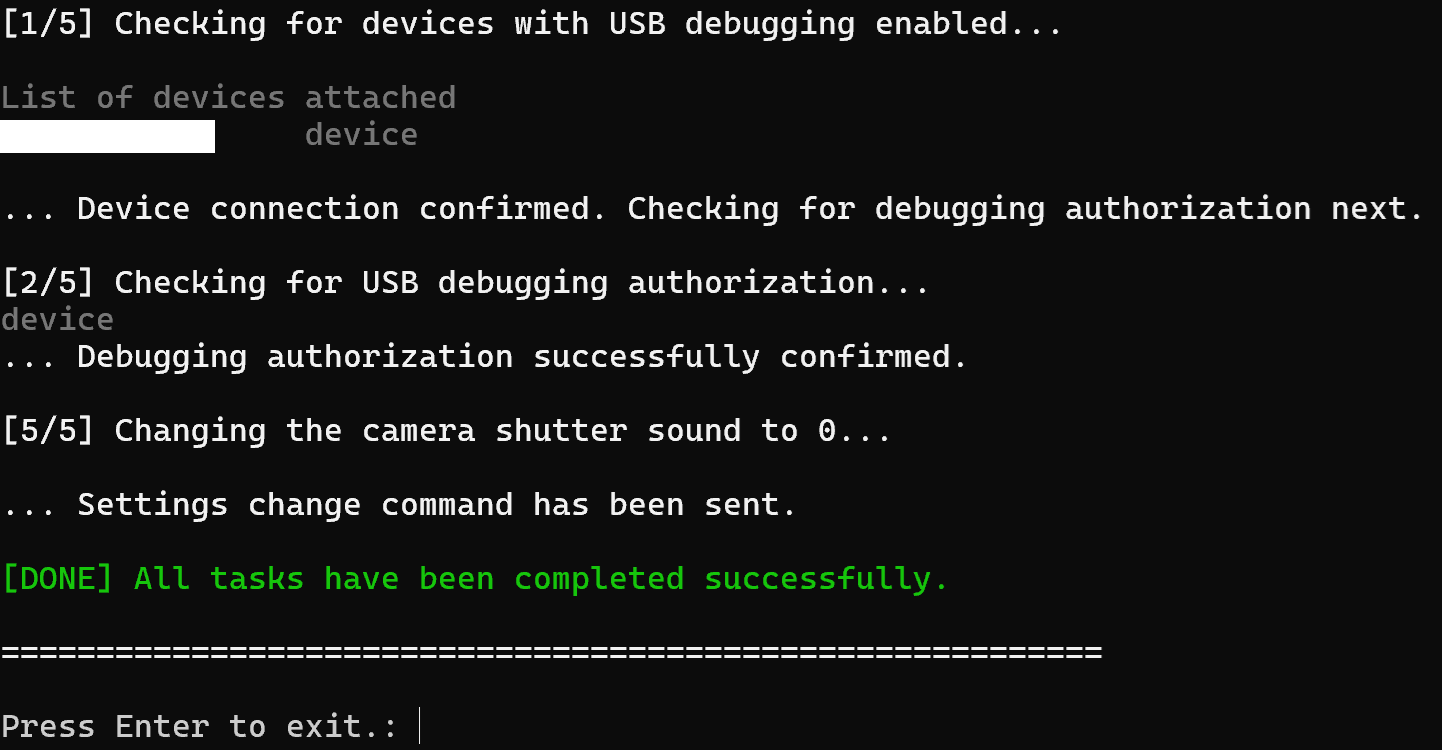 [1/5] Checking for devices with USB debugging enabled...
List of devices attached
device
... Device connection confirmed. Checking for debugging authorization next.
[2/5] Checking for USB debugging authorization...
device
... Debugging authorization successfully confirmed.
[5/5] Changing the camera shutter sound to 0...
... Settings change command has been sent.
[DONE] All tasks have been completed successfully.
==========================================================
Press Enter to exit.: